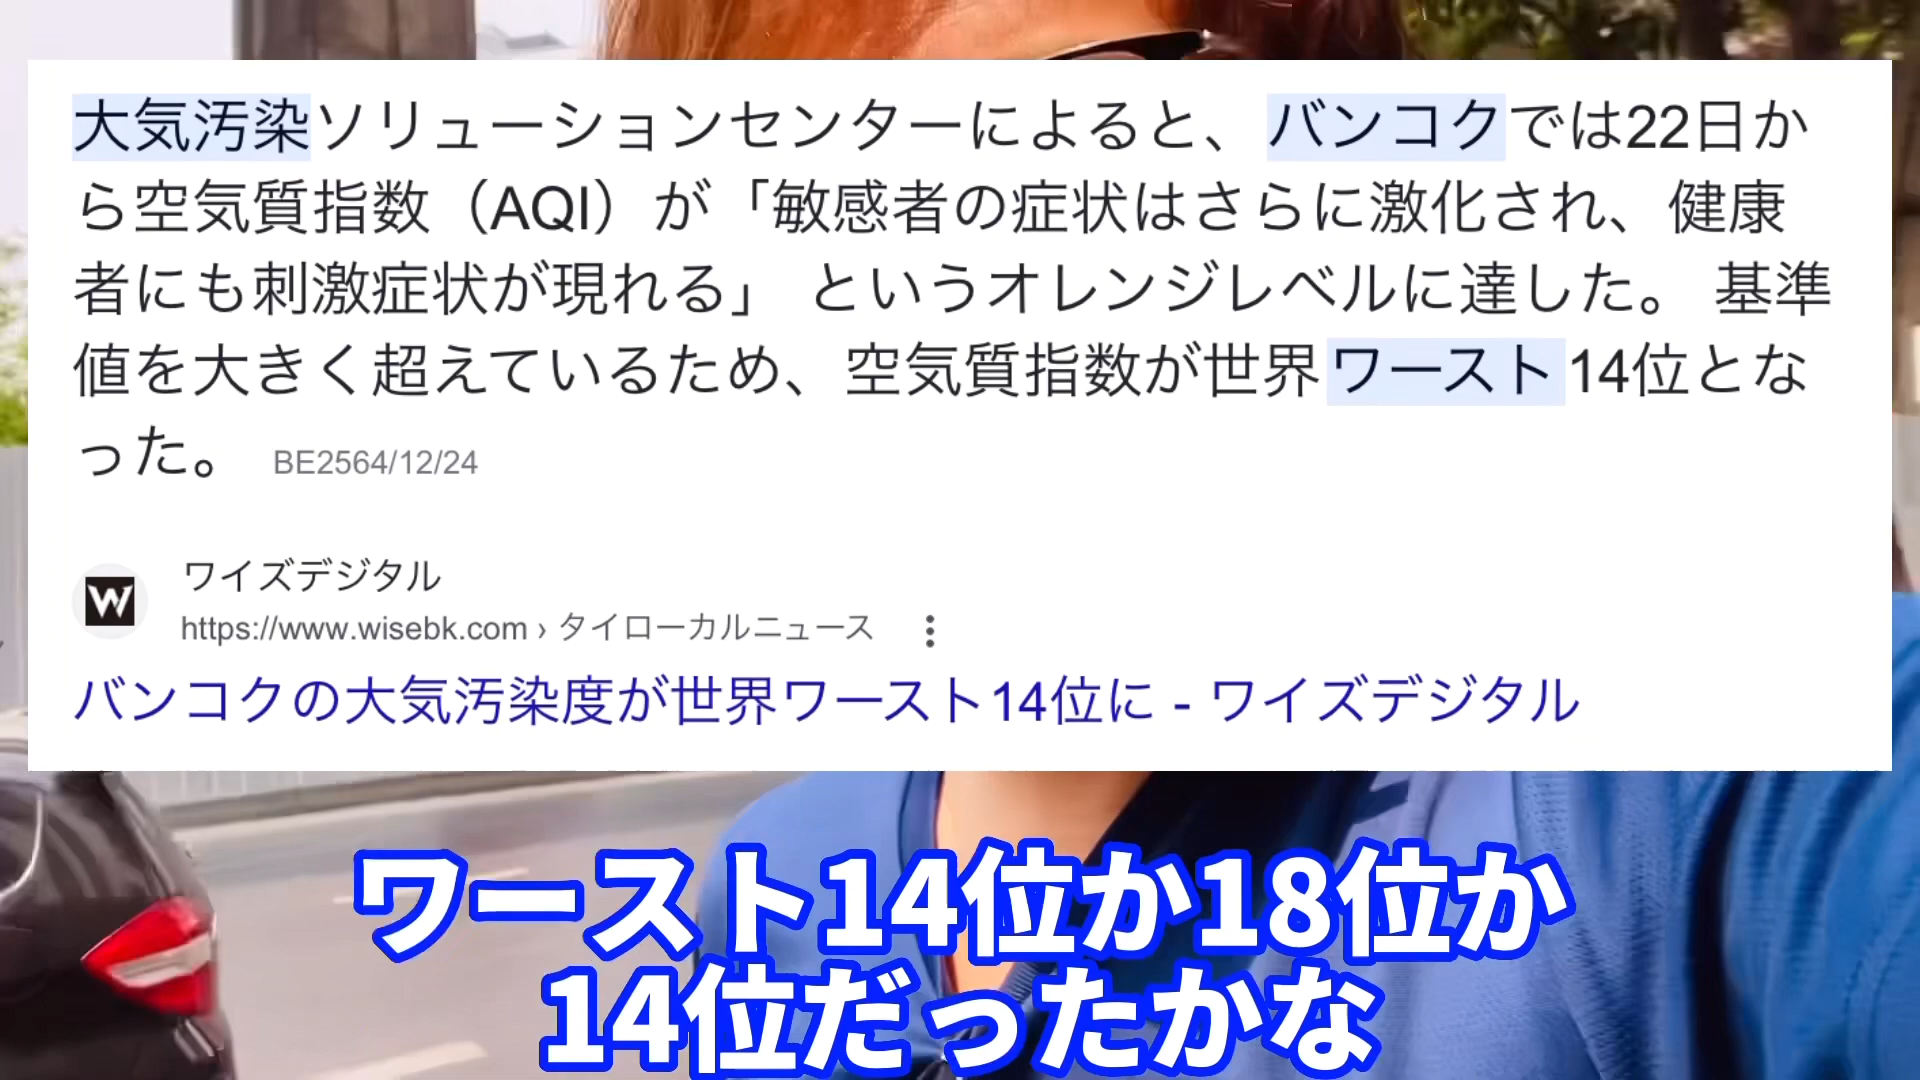 大気汚染ソリューションセンターによると、バンコクでは22日か
ら空気質指数（AQI）が「敏感者の症状はさらに激化され、健康
者にも刺激症状が現れる」 というオレンジレベルに達した。 基準
値を大きく超えているため、空気質指数が世界ワースト14位とな
った。 BE2564/12/24
W
ワイズデジタル
https://www.wisebk.com › タイローカルニュース
バンコクの大気汚染度が世界ワースト14位に - ワイズデジタル
ワースト14位か18位か
14位だったかな